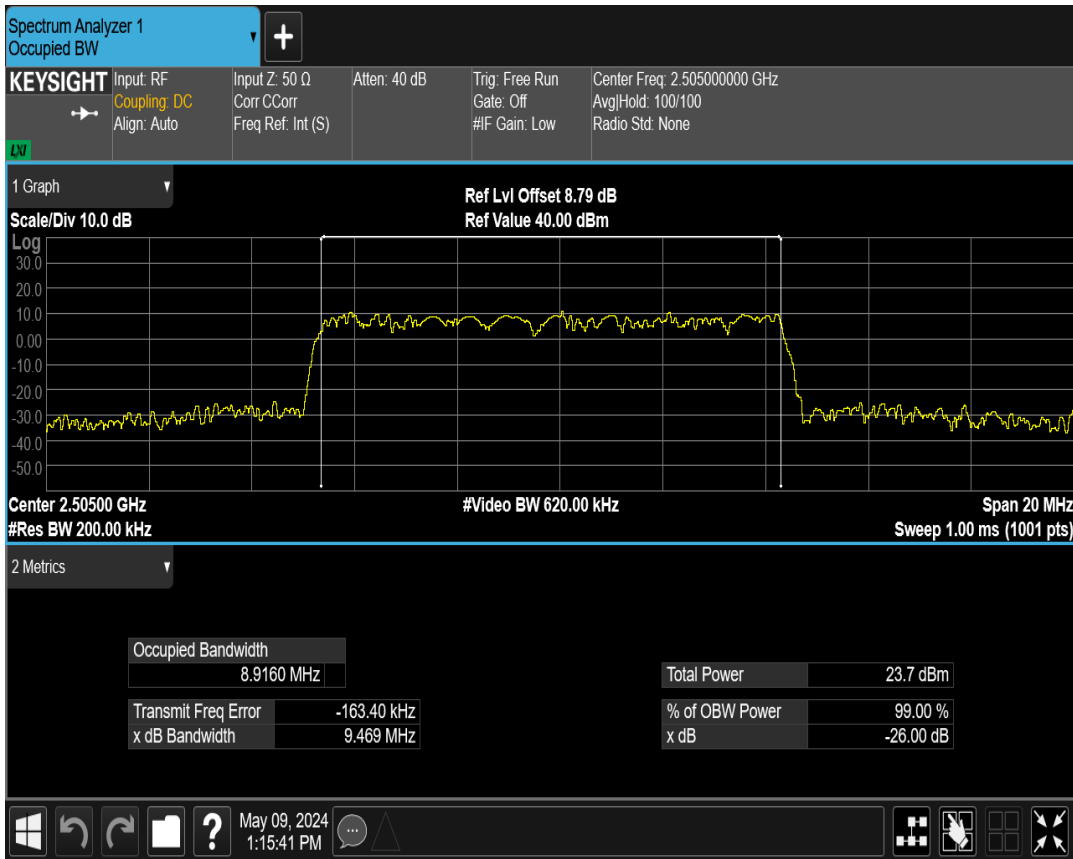 Spectrum Analyzer 1
Occupied BW
KEYSIGHT
LXI
Input: RF
Coupling: DC
Align: Auto
Input Z: 50 Ω
Corr CCorr
Freq Ref: Int (S)
Atten: 40 dB
Trig: Free Run
Gate: Off
#IF Gain: Low
Center Freq: 2.505000000 GHz
Avg|Hold: 100/100
Radio Std: None
1 Graph
Scale/Div 10.0 dB
Ref Lvl Offset 8.79 dB
Ref Value 40.00 dBm
Log
30.0
20.0
10.0
0.00
-10.0
-20.0
-30.0
-40.0
-50.0
Center 2.50500 GHz
#Video BW 620.00 kHz
Span 20 MHz
#Res BW 200.00 kHz
Sweep 1.00 ms (1001 pts)
2 Metrics
Occupied Bandwidth
8.9160 MHz
Total Power 23.7 dBm
Transmit Freq Error -163.40 kHz
% of OBW Power 99.00 %
x dB Bandwidth 9.469 MHz
x dB -26.00 dB
May 09, 2024
1:15:41 PM